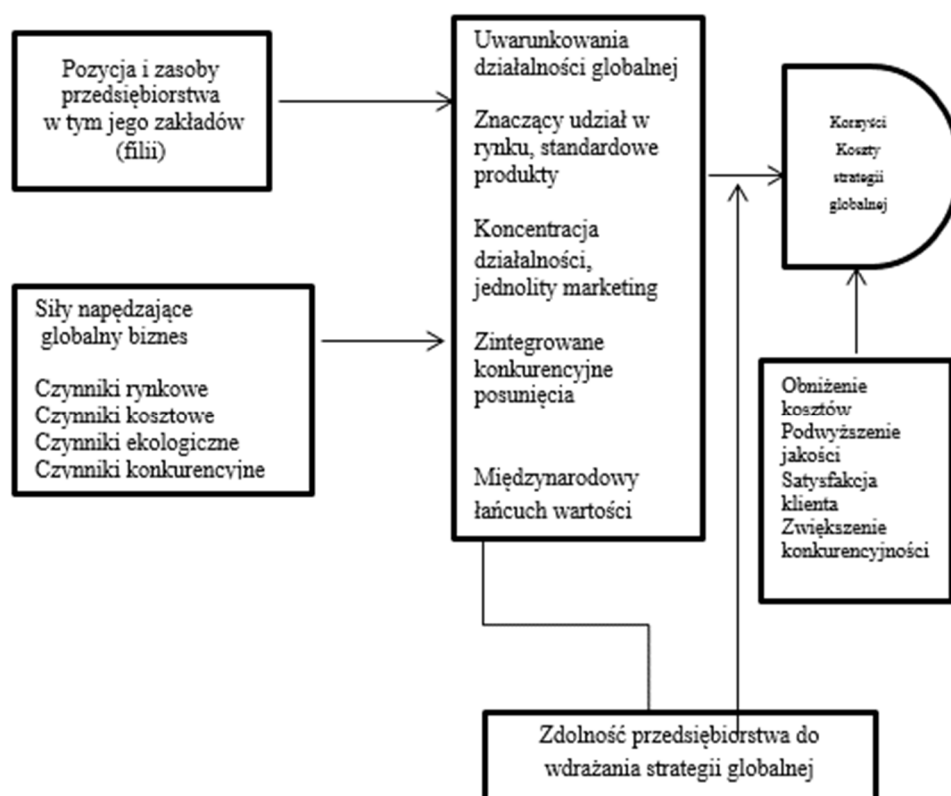 Pozycja i zasoby
przedsiębiorstwa
w tym jego zakładów
(filii)
Siły napędzające
globalny biznes
Czynniki rynkowe
Czynniki kosztowe
Czynniki ekologiczne
Czynniki konkurencyjne
Uwarunkowania
działalności globalnej
Znaczący udział w
rynku, standardowe
produkty
Koncentracja
działalności,
jednolity marketing
Zintegrowane
konkurencyjne
posunięcia
Międzynarodowy
łańcuch wartości
Korzyści
Koszty
strategii
globalnej
Obniżenie
kosztów
Podwyższenie
jakości
Satysfakcja
klienta
Zwiększenie
konkurencyjności
Zdolność przedsiębiorstwa do
wdrażania strategii globalnej